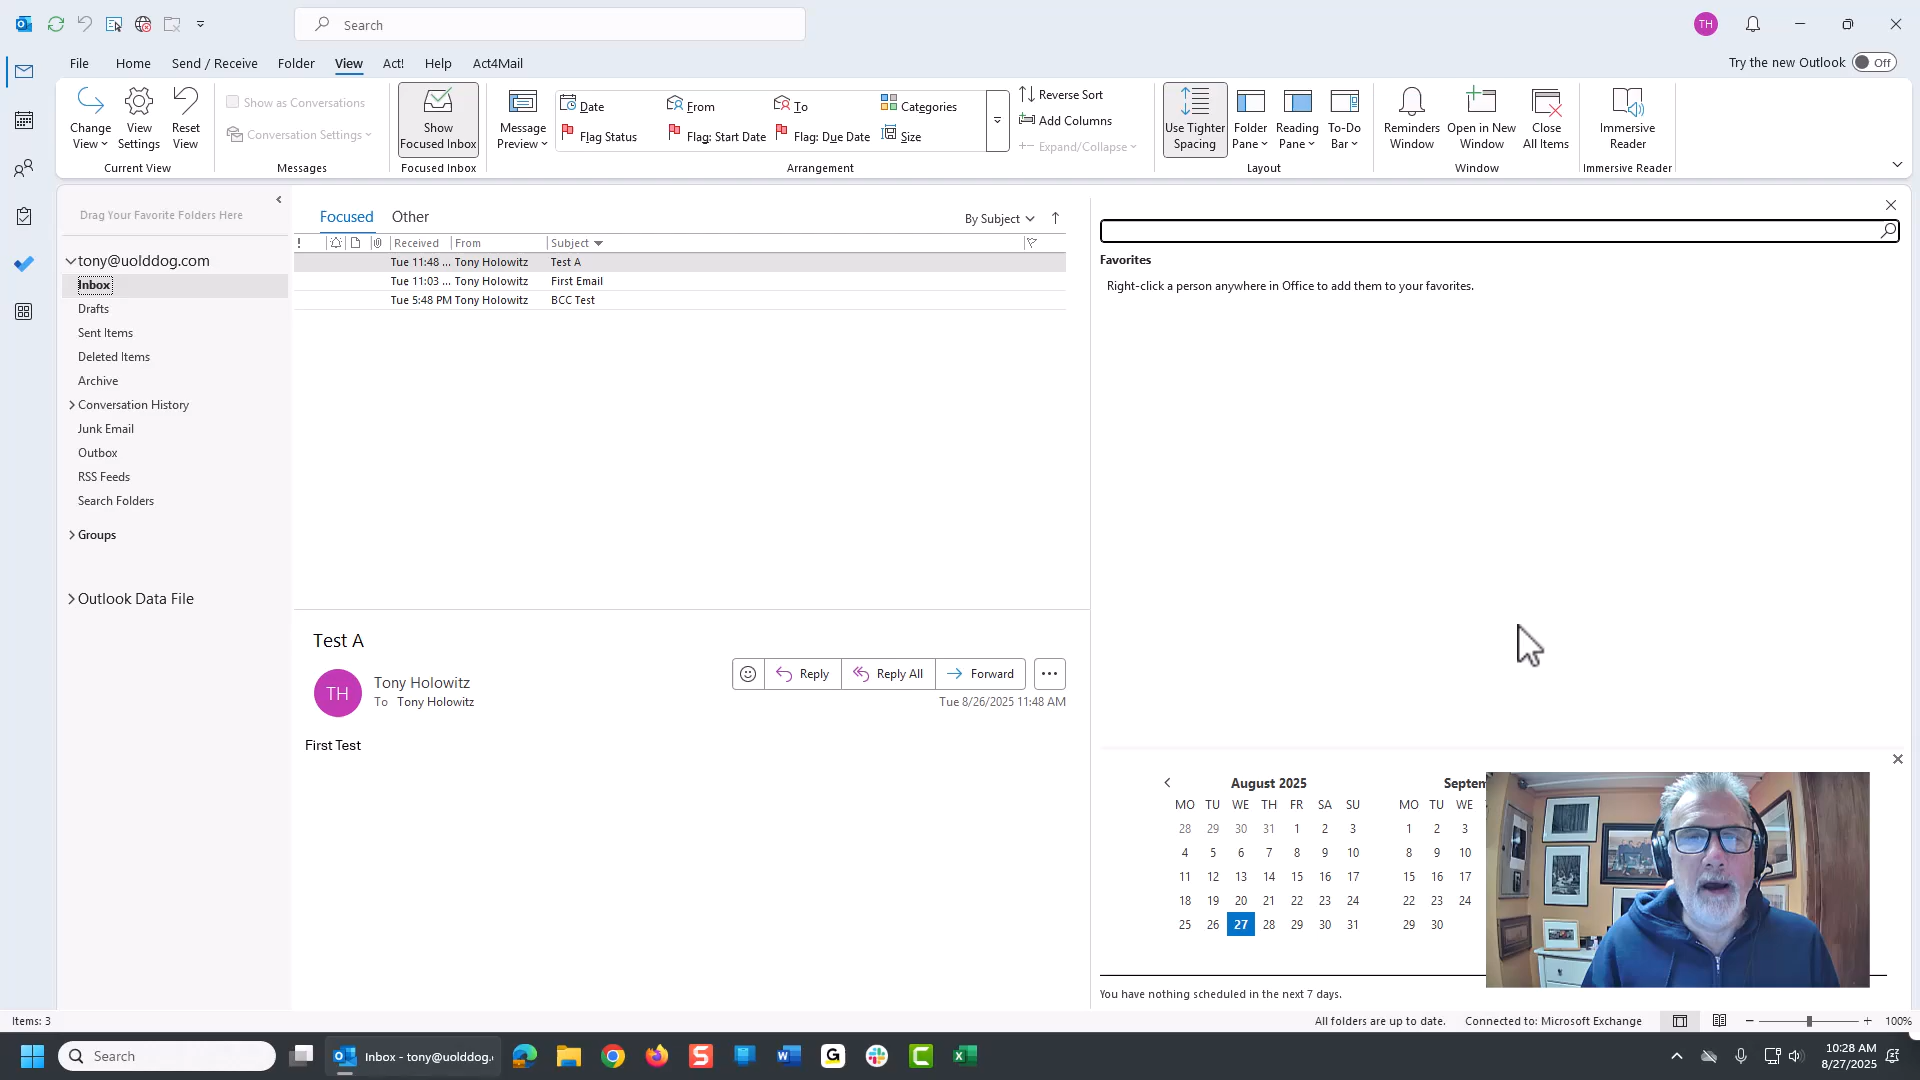 Search
TH
File Home Send / Receive Folder View Act! Help Act4Mail
Try the new Outlook Off
Change View
View Settings
Reset View
Current View
Show as Conversations
Conversation Settings
Messages
Show Focused Inbox
Focused Inbox
Message Preview
Date From To Categories
Flag Status Flag: Start Date Flag: Due Date Size
Reverse Sort
Add Columns
Expand/Collapse
Arrangement
Use Tighter Spacing
Folder Pane
Reading Pane
To-Do Bar
Layout
Reminders Window
Open in New Window
Close All Items
Window
Immersive Reader
Immersive Reader
Drag Your Favorite Folders Here
tony@uolddog.com
Inbox
Drafts
Sent Items
Deleted Items
Archive
Conversation History
Junk Email
Outbox
RSS Feeds
Search Folders
Groups
Outlook Data File
Focused Other
By Subject
! Received From Subject
Tue 11:48 ... Tony Holowitz Test A
Tue 11:03 ... Tony Holowitz First Email
Tue 5:48 PM Tony Holowitz BCC Test
Test A
TH
Tony Holowitz
To Tony Holowitz
Reply Reply All Forward
Tue 8/26/2025 11:48 AM
First Test
Favorites
Right-click a person anywhere in Office to add them to your favorites.
August 2025
MO TU WE TH FR SA SU
28 29 30 31 1 2 3
4 5 6 7 8 9 10
11 12 13 14 15 16 17
18 19 20 21 22 23 24
25 26 27 28 29 30 31
Septem
MO TU WE
1 2 3
8 9 10
15 16 17
22 23 24
29 30
You have nothing scheduled in the next 7 days.
Items: 3
All folders are up to date. Connected to: Microsoft Exchange 100%
Search
Inbox - tony@uolddog.
10:28 AM
8/27/2025